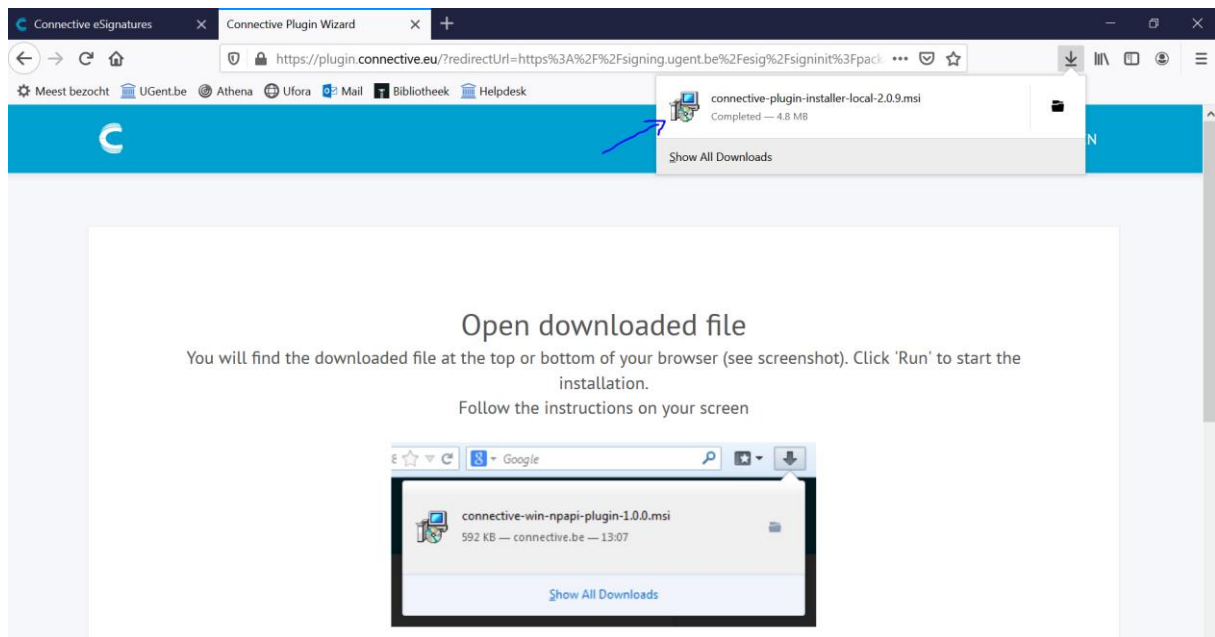 Connective eSignatures
Connective Plugin Wizard
https://plugin.connective.eu/?redirectUrl=https%3A%2F%2Fsigning.ugent.be%2Fesig%2Fsigninit%3Fpack
Meest bezocht UGent.be Athena Ufora Mail Bibliotheek Helpdesk
connective-plugin-installer-local-2.0.9.msi
Completed — 4.8 MB
Show All Downloads
N
Open downloaded file
You will find the downloaded file at the top or bottom of your browser (see screenshot). Click 'Run' to start the
installation.
Follow the instructions on your screen
8 Google
connective-win-npapi-plugin-1.0.0.msi
592 KB — connective.be — 13:07
Show All Downloads